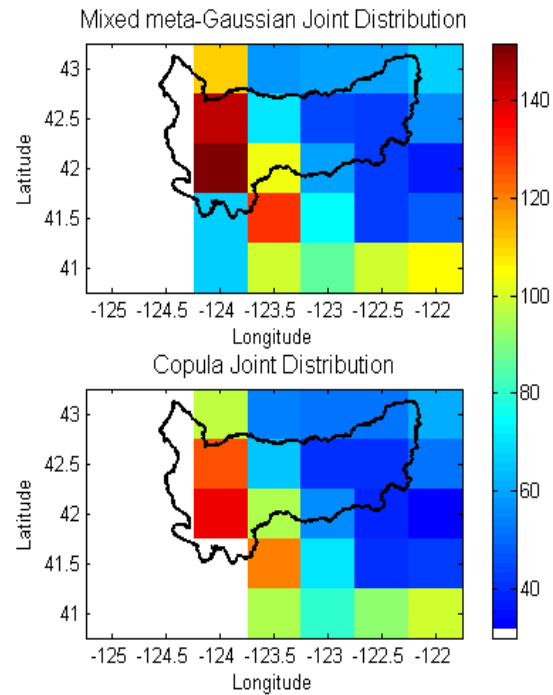 Mixed meta-Gaussian Joint Distribution
43
42.5
42
41.5
41
Latitude
-125 -124.5 -124 -123.5 -123 -122.5 -122
Longitude
Copula Joint Distribution
43
42.5
42
41.5
41
Latitude
-125 -124.5 -124 -123.5 -123 -122.5 -122
Longitude
140
120
100
80
60
40